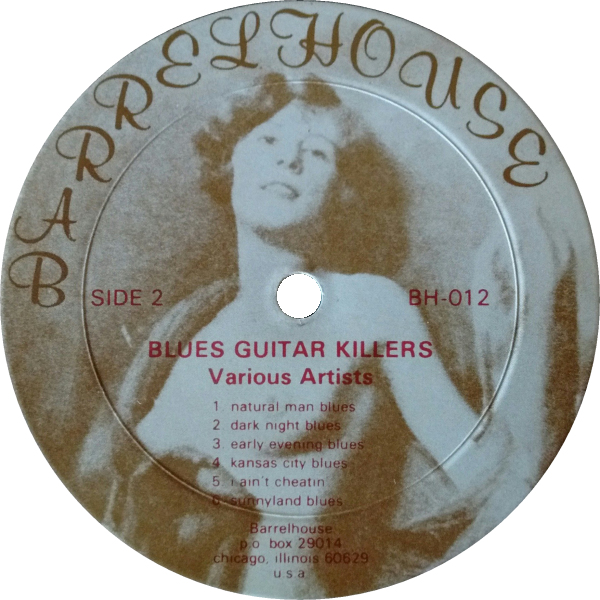 BARRELHOUSE
SIDE 2
BH-012
BLUES GUITAR KILLERS
Various Artists
1. natural man blues
2. dark night blues
3. early evening blues
4. kansas city blues
5. i ain't cheatin'
6. sunnyland blues
Barrelhouse
p.o. box 29014
chicago, illinois 60629
u.s.a.